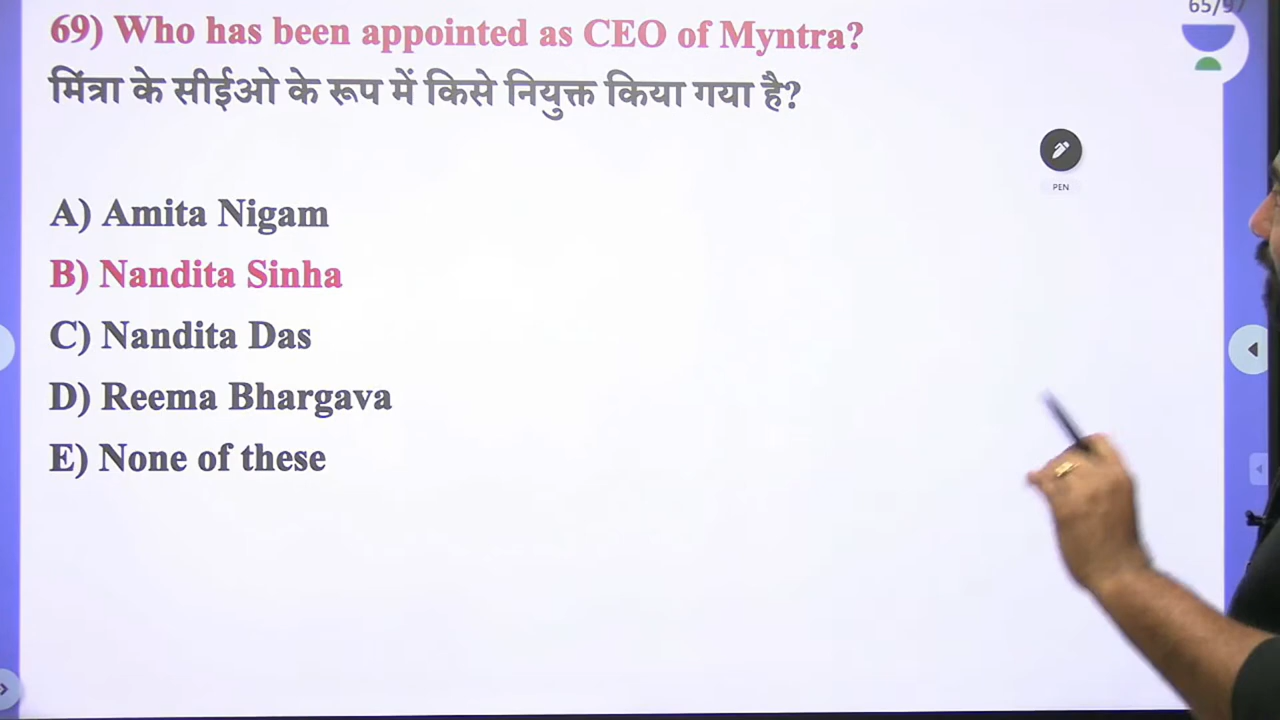 65/97
69) Who has been appointed as CEO of Myntra?
मिंत्रा के सीईओ के रूप में किसे नियुक्त किया गया है?
PEN
A) Amita Nigam
B) Nandita Sinha
C) Nandita Das
D) Reema Bhargava
E) None of these